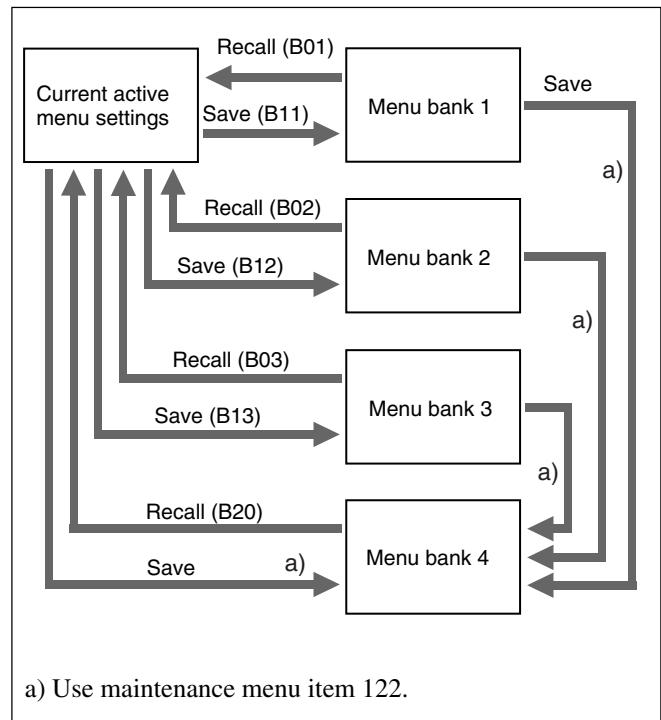 Recall (B01)
Current active
menu settings
Save (B11)
Menu bank 1
Save
a)
Recall (B02)
Save (B12)
Menu bank 2
a)
Recall (B03)
Save (B13)
Menu bank 3
a)
Recall (B20)
Save
a)
Menu bank 4
a) Use maintenance menu item 122.